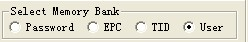 Select Memory Bank
Password EPC TID User